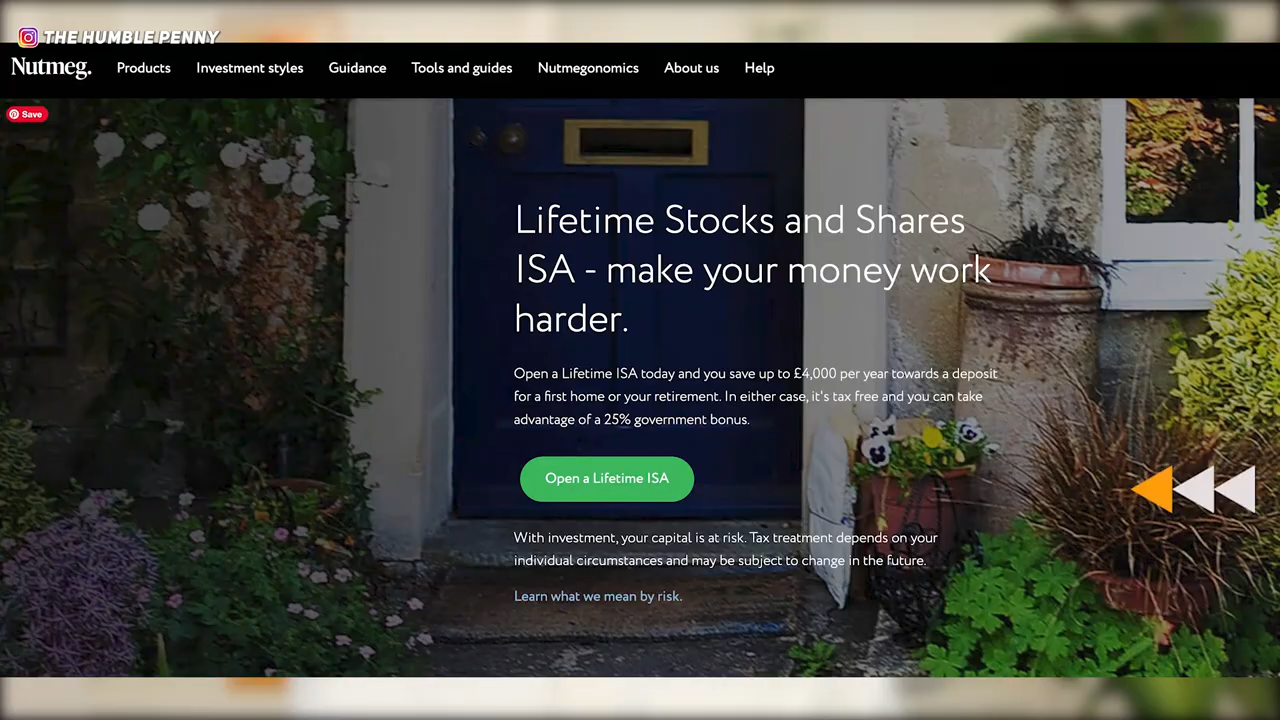 THE HUMBLE PENNY
Nutmeg. Products Investment styles Guidance Tools and guides Nutmegonomics About us Help
Save
Lifetime Stocks and Shares
ISA - make your money work
harder.
Open a Lifetime ISA today and you save up to £4,000 per year towards a deposit
for a first home or your retirement. In either case, it's tax free and you can take
advantage of a 25% government bonus.
Open a Lifetime ISA
With investment, your capital is at risk. Tax treatment depends on your
individual circumstances and may be subject to change in the future.
Learn what we mean by risk.